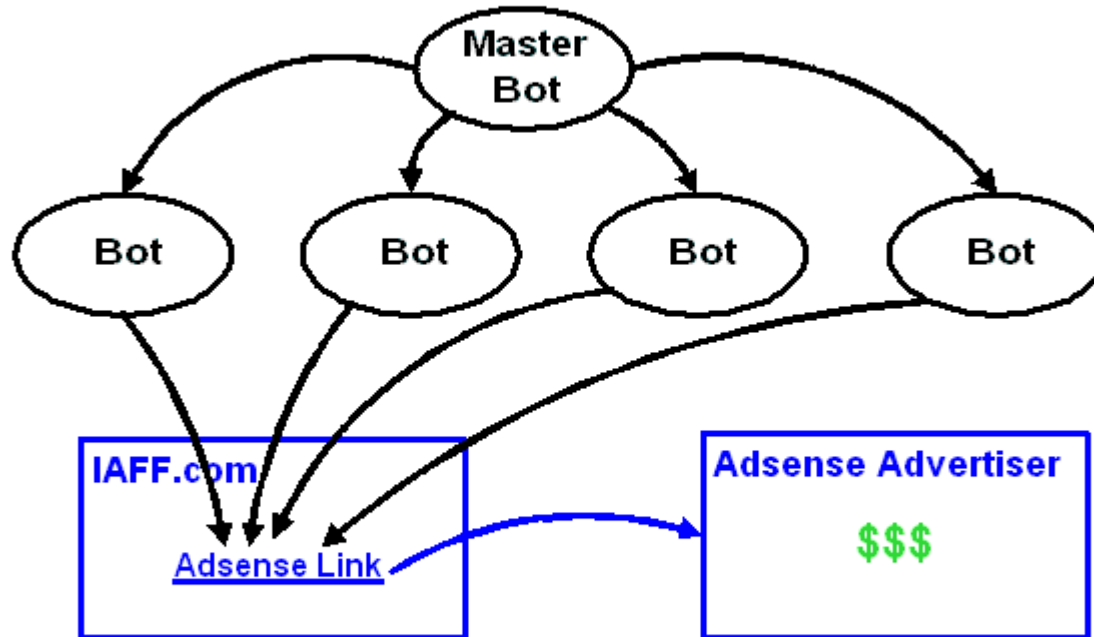 Master
Bot
Bot
Bot
Bot
Bot
IAFF.com
Adsense Link
Adsense Advertiser
$$$